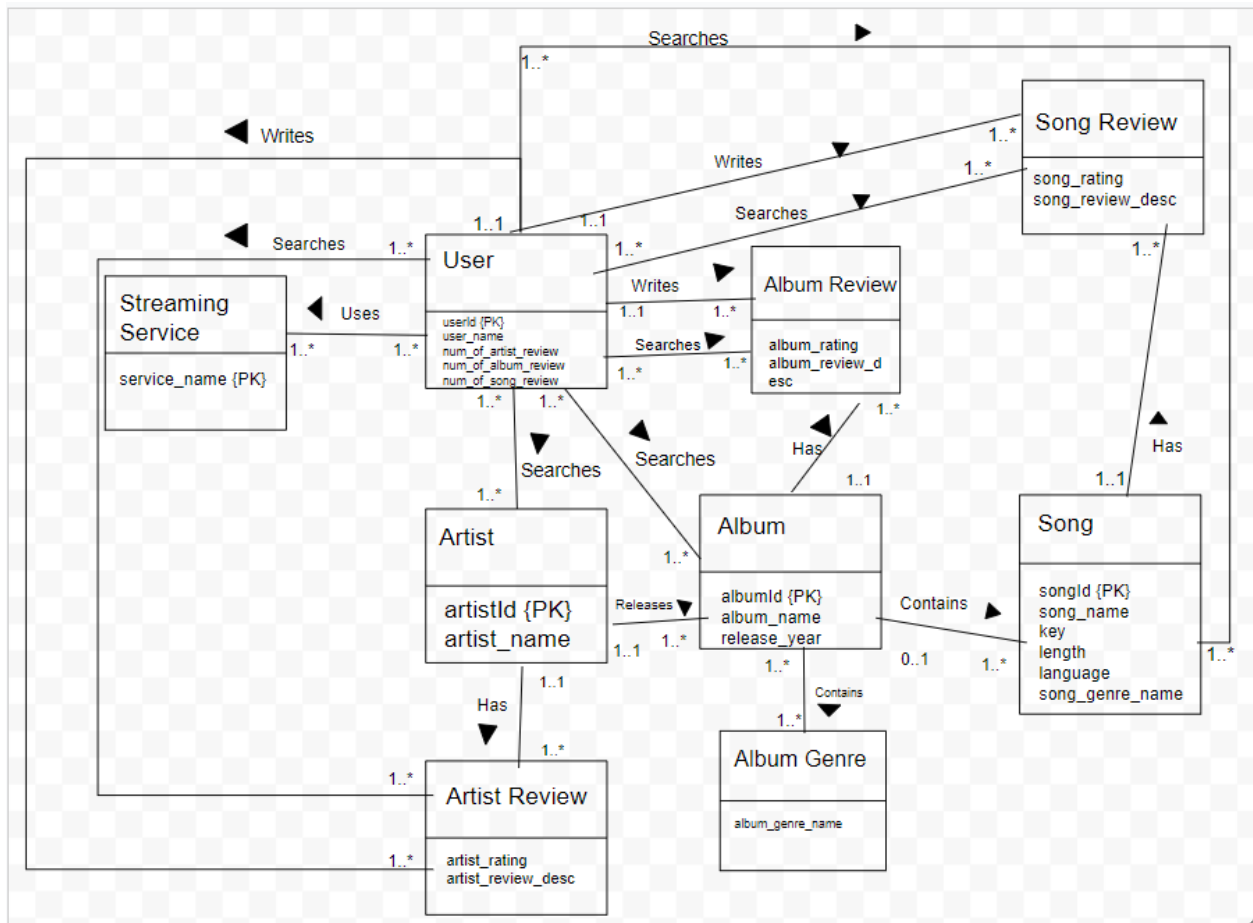 Searches
1..*
Song Review
1..*
song_rating
song_review_desc
1..*
1..*
Writes
Writes
Searches
1..1
1..1
1..*
Searches
1..*
User
userId {PK}
user_name
num_of_artist_review
num_of_album_review
num_of_song_review
Streaming
Service
service_name {PK}
Uses
1..*
1..*
Writes
1..1
1..*
Searches
1..*
1..*
Album Review
album_rating
album_review_d
esc
1..*
1..*
1..*
Searches
Searches
Has
1..*
1..1
Has
1..1
1..*
1..*
Artist
artistId {PK}
artist_name
Releases
1..1
1..*
Album
albumId {PK}
album_name
release_year
Contains
0..1
1..*
Song
songId {PK}
song_name
key
length
language
song_genre_name
1..*
1..1
Has
1..*
1..*
Contains
1..*
Album Genre
album_genre_name
1..*
Artist Review
artist_rating
artist_review_desc
1..*